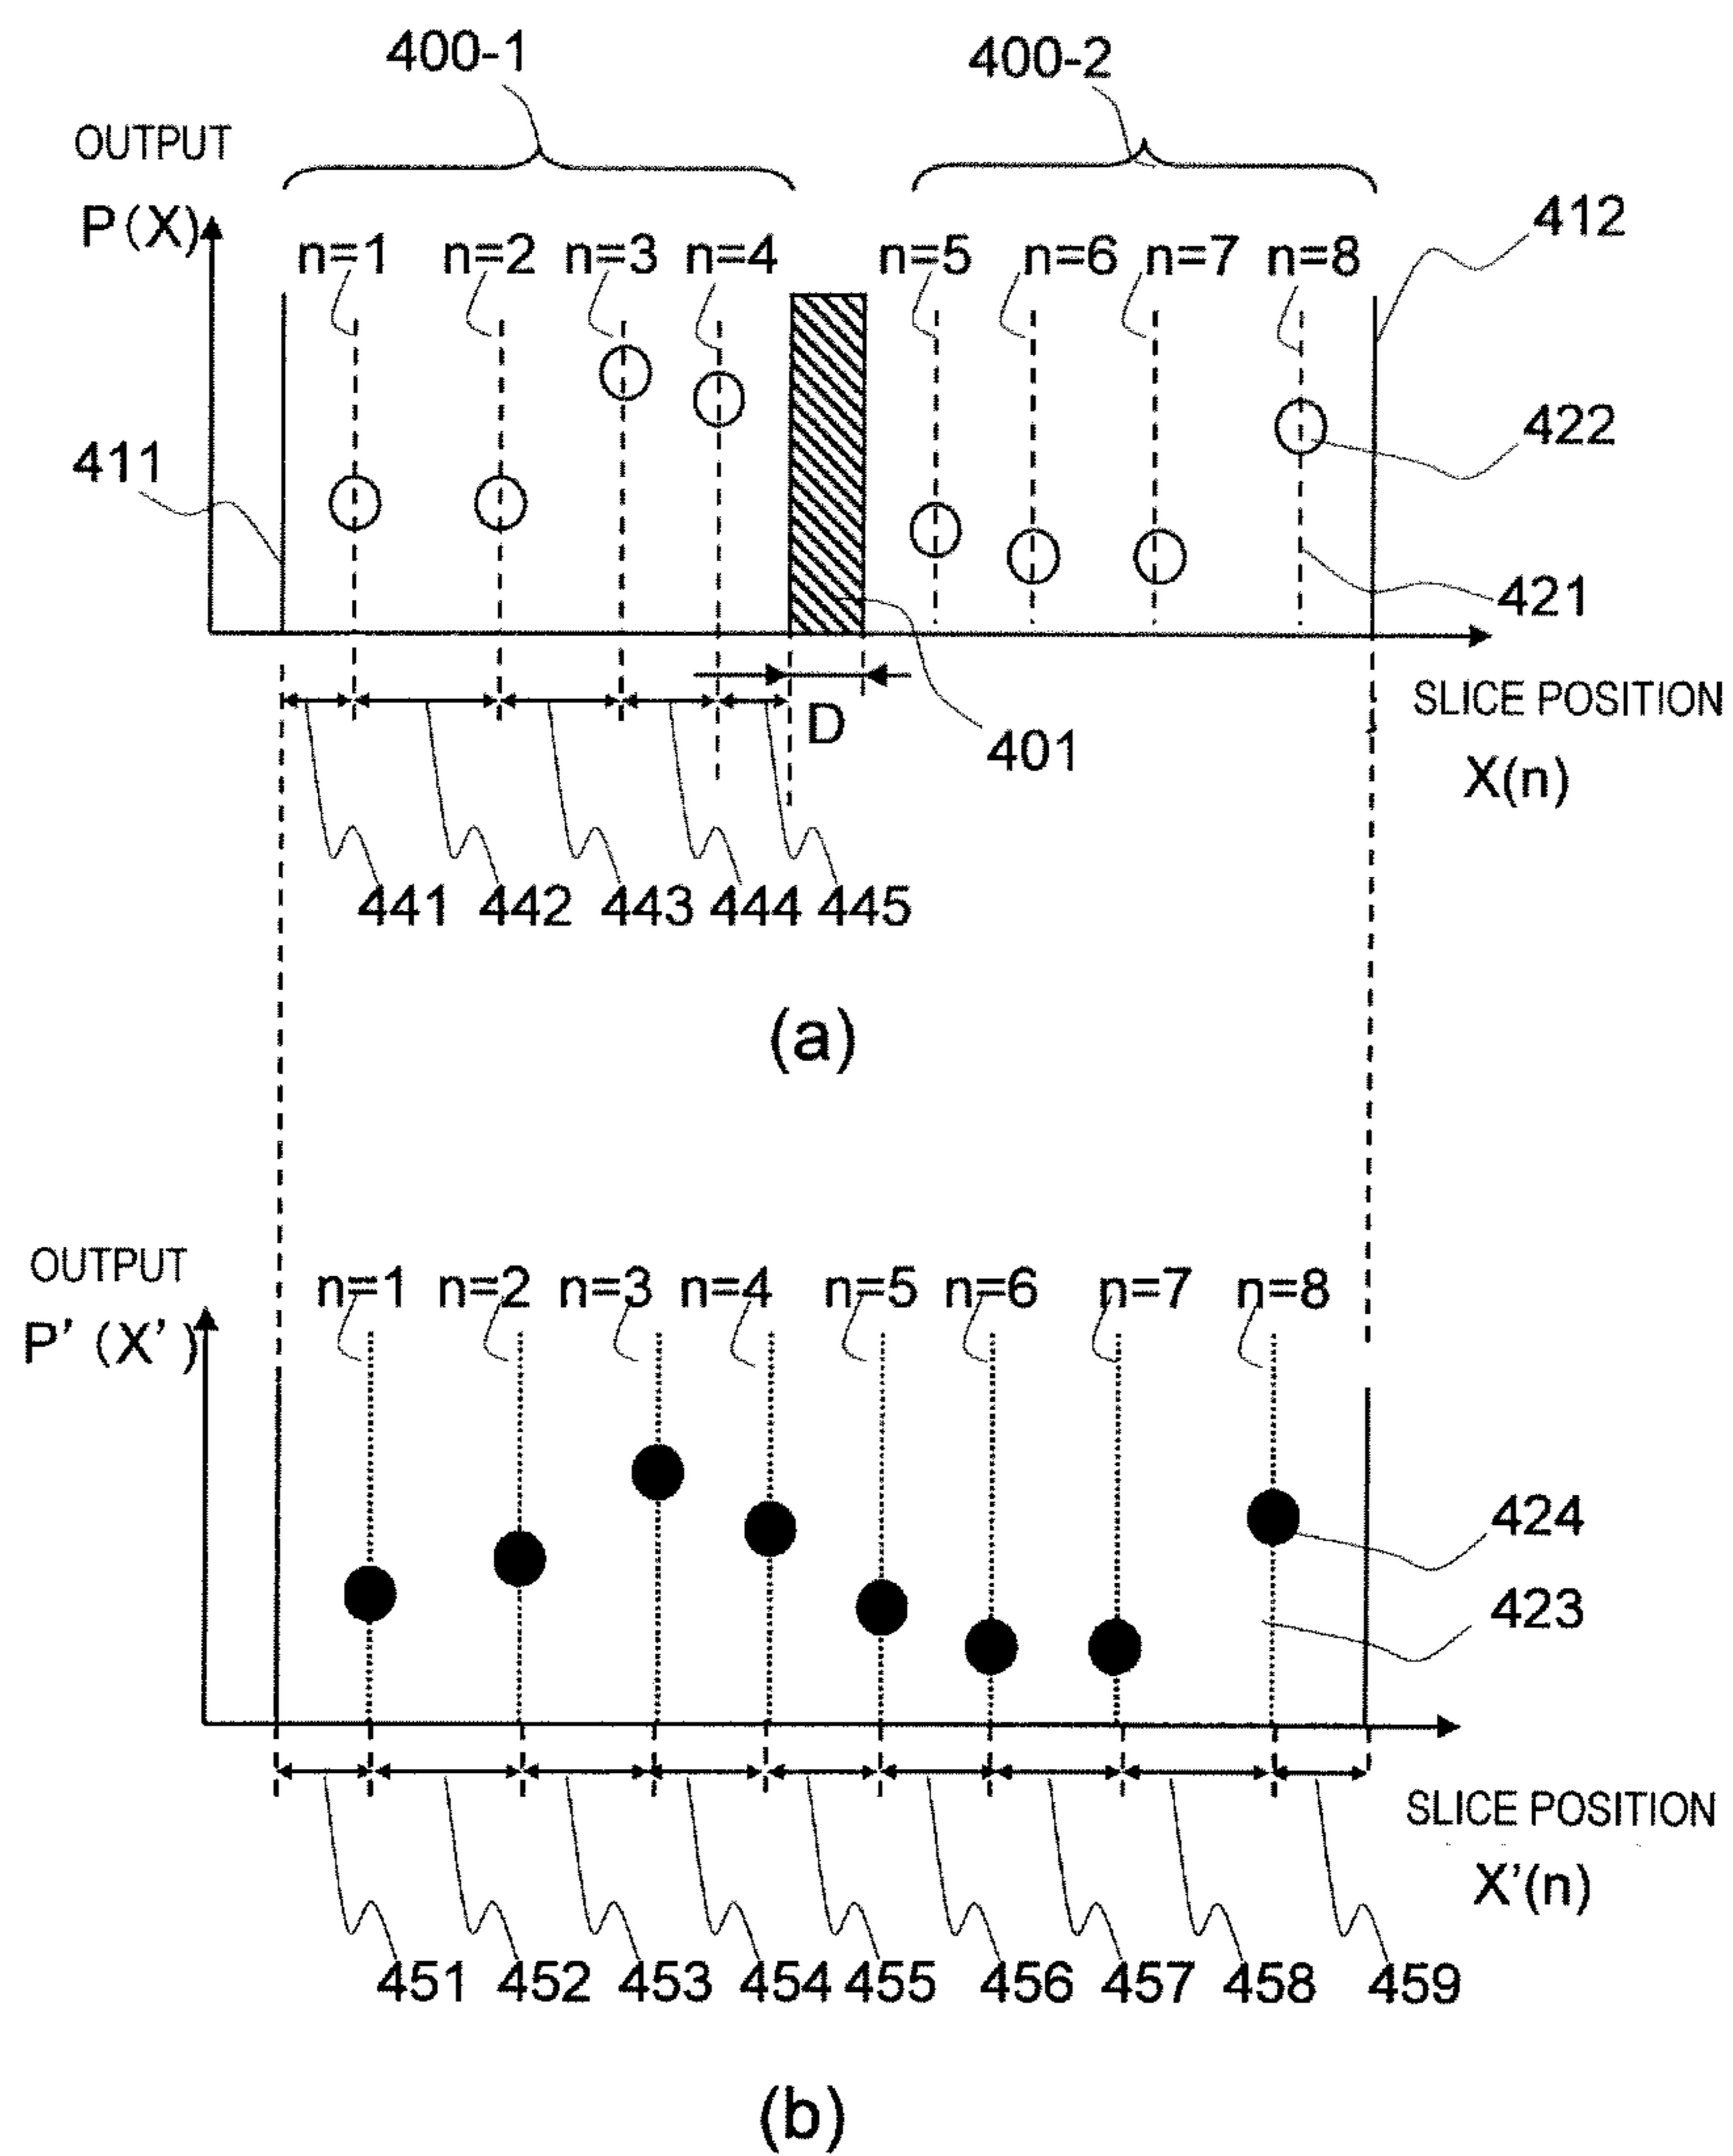 400-1 400-2
OUTPUT
P(X)
412
n=1 n=2 n=3 n=4 n=5 n=6 n=7 n=8
422
411
421
SLICE POSITION
D
401
X(n)
441 442 443 444 445
(a)
OUTPUT
n=1 n=2 n=3 n=4 n=5 n=6 n=7 n=8
P'(X')
424
423
SLICE POSITION
X'(n)
451 452 453 454 455 456 457 458 459
(b)